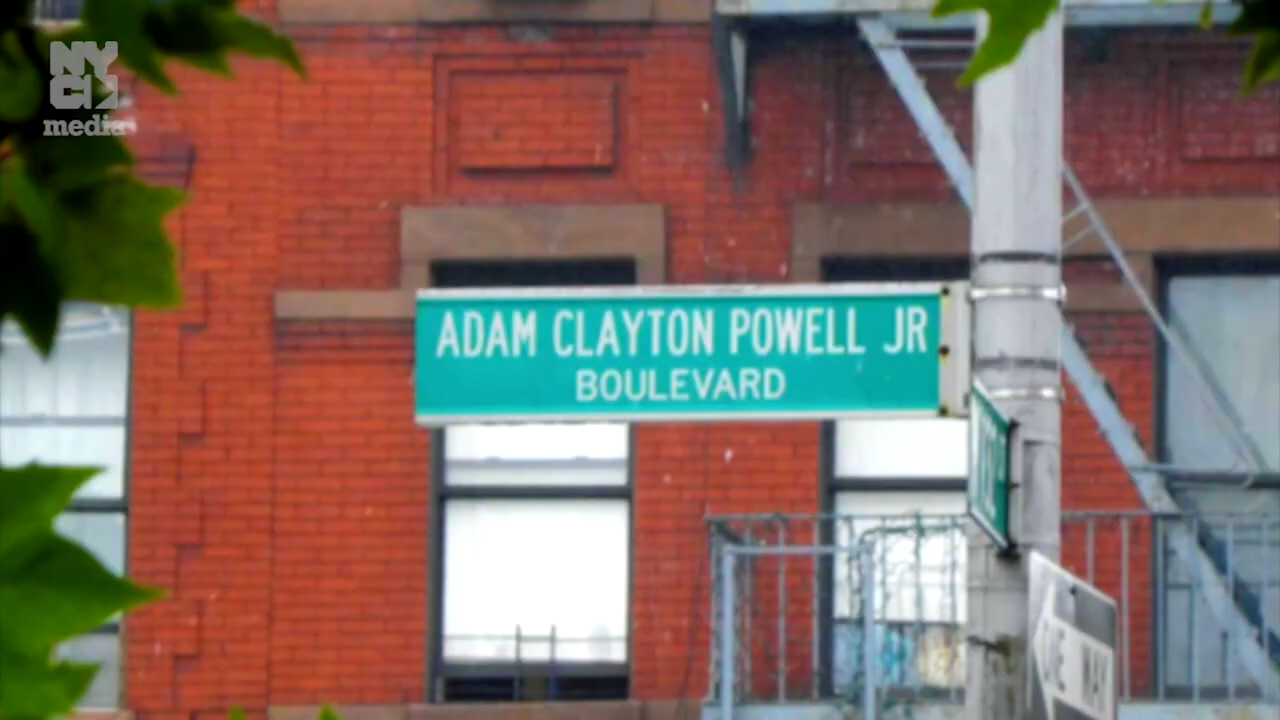 NYC
media
ADAM CLAYTON POWELL JR
BOULEVARD
ONE WAY